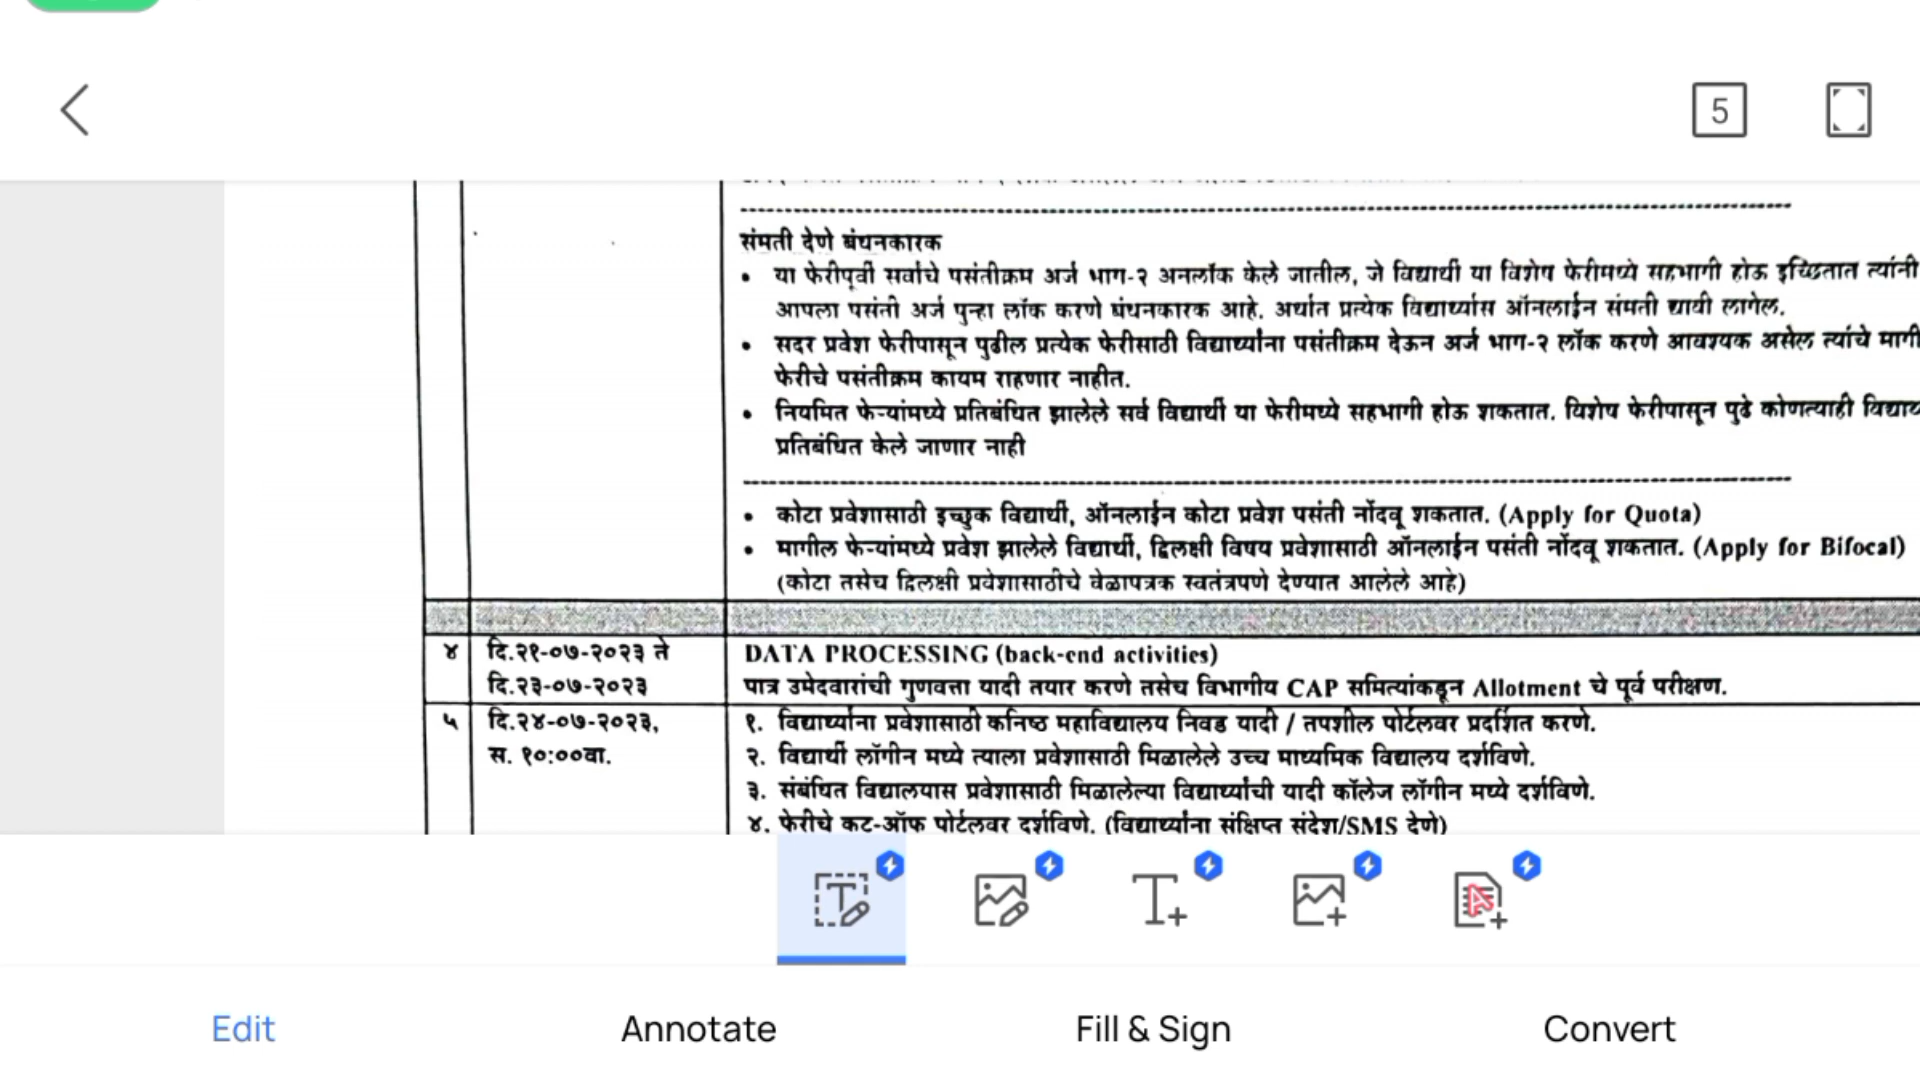 5
संमती देणे बंधनकारक
• या फेरीपूर्वी सर्वांचे पसंतीक्रम अर्ज भाग-२ अनलॉक केले जातील, जे विद्यार्थी या विशेष फेरीमध्ये सहभागी होऊ इच्छितात त्यांनी
आपला पसंती अर्ज पुन्हा लॉक करणे बंधनकारक आहे. अर्थात प्रत्येक विद्यार्थ्यास ऑनलाईन संमती द्यावी लागेल.
• सदर प्रवेश फेरीपासून पुढील प्रत्येक फेरीसाठी विद्यार्थ्यांना पसंतीक्रम देऊन अर्ज भाग-२ लॉक करणे आवश्यक असेल त्यांचे मागी
फेरीचे पसंतीक्रम कायम राहणार नाहीत.
• नियमित फेऱ्यांमध्ये प्रतिबंधित झालेले सर्व विद्यार्थी या फेरीमध्ये सहभागी होऊ शकतात. विशेष फेरीपासून पुढे कोणत्याही
प्रतिबंधित केले जाणार नाही
• कोटा प्रवेशासाठी इच्छुक विद्यार्थी, ऑनलाईन कोटा प्रवेश पसंती नोंदवू शकतात. (Apply for Quota)
• मागील फेऱ्यांमध्ये प्रवेश झालेले विद्यार्थी, द्विलक्षी विषय प्रवेशासाठी ऑनलाईन पसंती नोंदवू शकतात. (Apply for Bifocal)
(कोटा तसेच द्विलक्षी प्रवेशासाठीचे वेळापत्रक स्वतंत्रपणे देण्यात आलेले आहे)
४ दि.२१-०७-२०२३ ते DATA PROCESSING (back-end activities)
दि.२३-०७-२०२३ पात्र उमेदवारांची गुणवत्ता यादी तयार करणे तसेच विभागीय CAP समित्यांकडून Allotment चे पूर्व परीक्षण.
५ दि.२४-०७-२०२३, १. विद्यार्थ्यांना प्रवेशासाठी कनिष्ठ महाविद्यालय निवड यादी / तपशील पोर्टलवर प्रदर्शित करणे.
स. १०:००वा. २. विद्यार्थी लॉगीन मध्ये त्याला प्रवेशासाठी मिळालेले उच्च माध्यमिक विद्यालय दर्शविणे.
३. संबंधित विद्यालयास प्रवेशासाठी मिळालेल्या विद्यार्थ्यांची यादी कॉलेज लॉगीन मध्ये दर्शविणे.
४. फेरीचे कट-ऑफ पोर्टलवर दर्शविणे. (विद्यार्थ्यांना संक्षिप्त संदेश/SMS देणे)
Edit Annotate Fill & Sign Convert